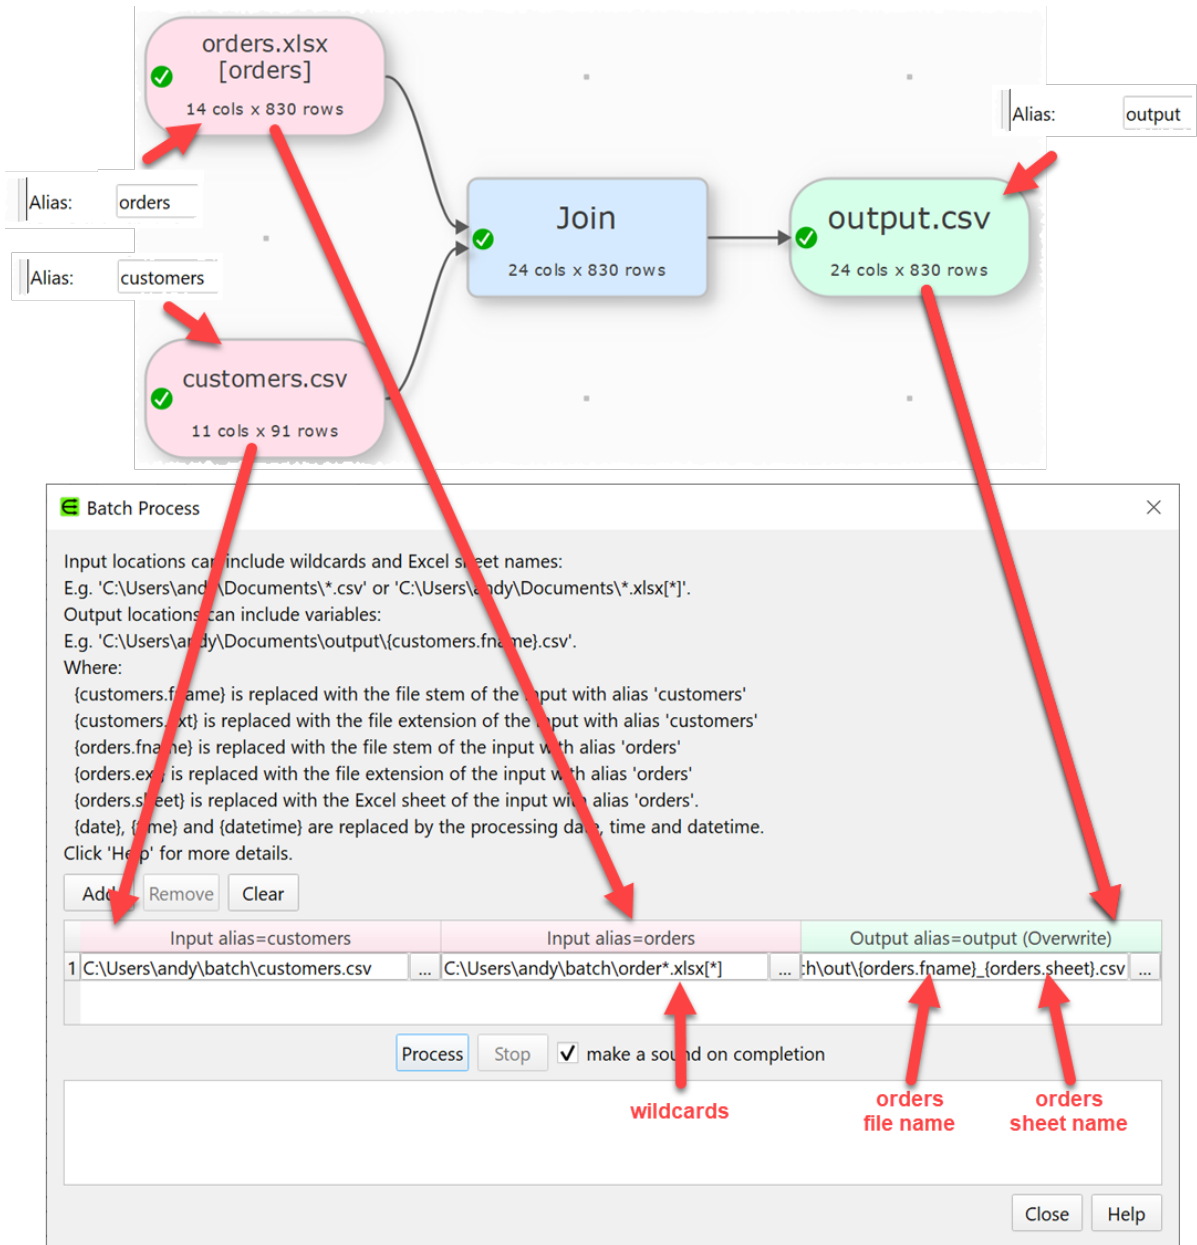 orders.xlsx
[orders]
14 cols x 830 rows
Alias: output
Alias: orders
Join
24 cols x 830 rows
output.csv
24 cols x 830 rows
Alias: customers
customers.csv
11 cols x 91 rows
Batch Process
Input locations can include wildcards and Excel sheet names:
E.g. 'C:\Users\andy\Documents\*.csv' or 'C:\Users\andy\Documents\*.xlsx[*]'.
Output locations can include variables:
E.g. 'C:\Users\andy\Documents\output\{customers.fname}.csv'.
Where:
{customers.fname} is replaced with the file stem of the input with alias 'customers'
{customers.ext} is replaced with the file extension of the input with alias 'customers'
{orders.fname} is replaced with the file stem of the input with alias 'orders'
{orders.ext} is replaced with the file extension of the input with alias 'orders'
{orders.sheet} is replaced with the Excel sheet of the input with alias 'orders'.
{date}, {time} and {datetime} are replaced by the processing date, time and datetime.
Click 'Help' for more details.
Add Remove Clear
Input alias=customers Input alias=orders Output alias=output (Overwrite)
1 C:\Users\andy\batch\customers.csv ... C:\Users\andy\batch\order*.xlsx[*] ... :h\out\{orders.fname}_{orders.sheet}.csv ...
Process Stop make a sound on completion
wildcards
orders
file name
orders
sheet name
Close Help